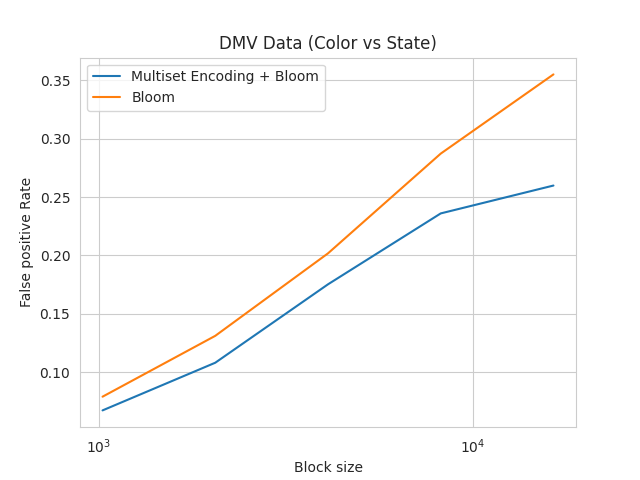 DMV Data (Color vs State)
Multiset Encoding + Bloom
Bloom
False positive Rate
0.35
0.30
0.25
0.20
0.15
0.10
10³
10⁴
Block size